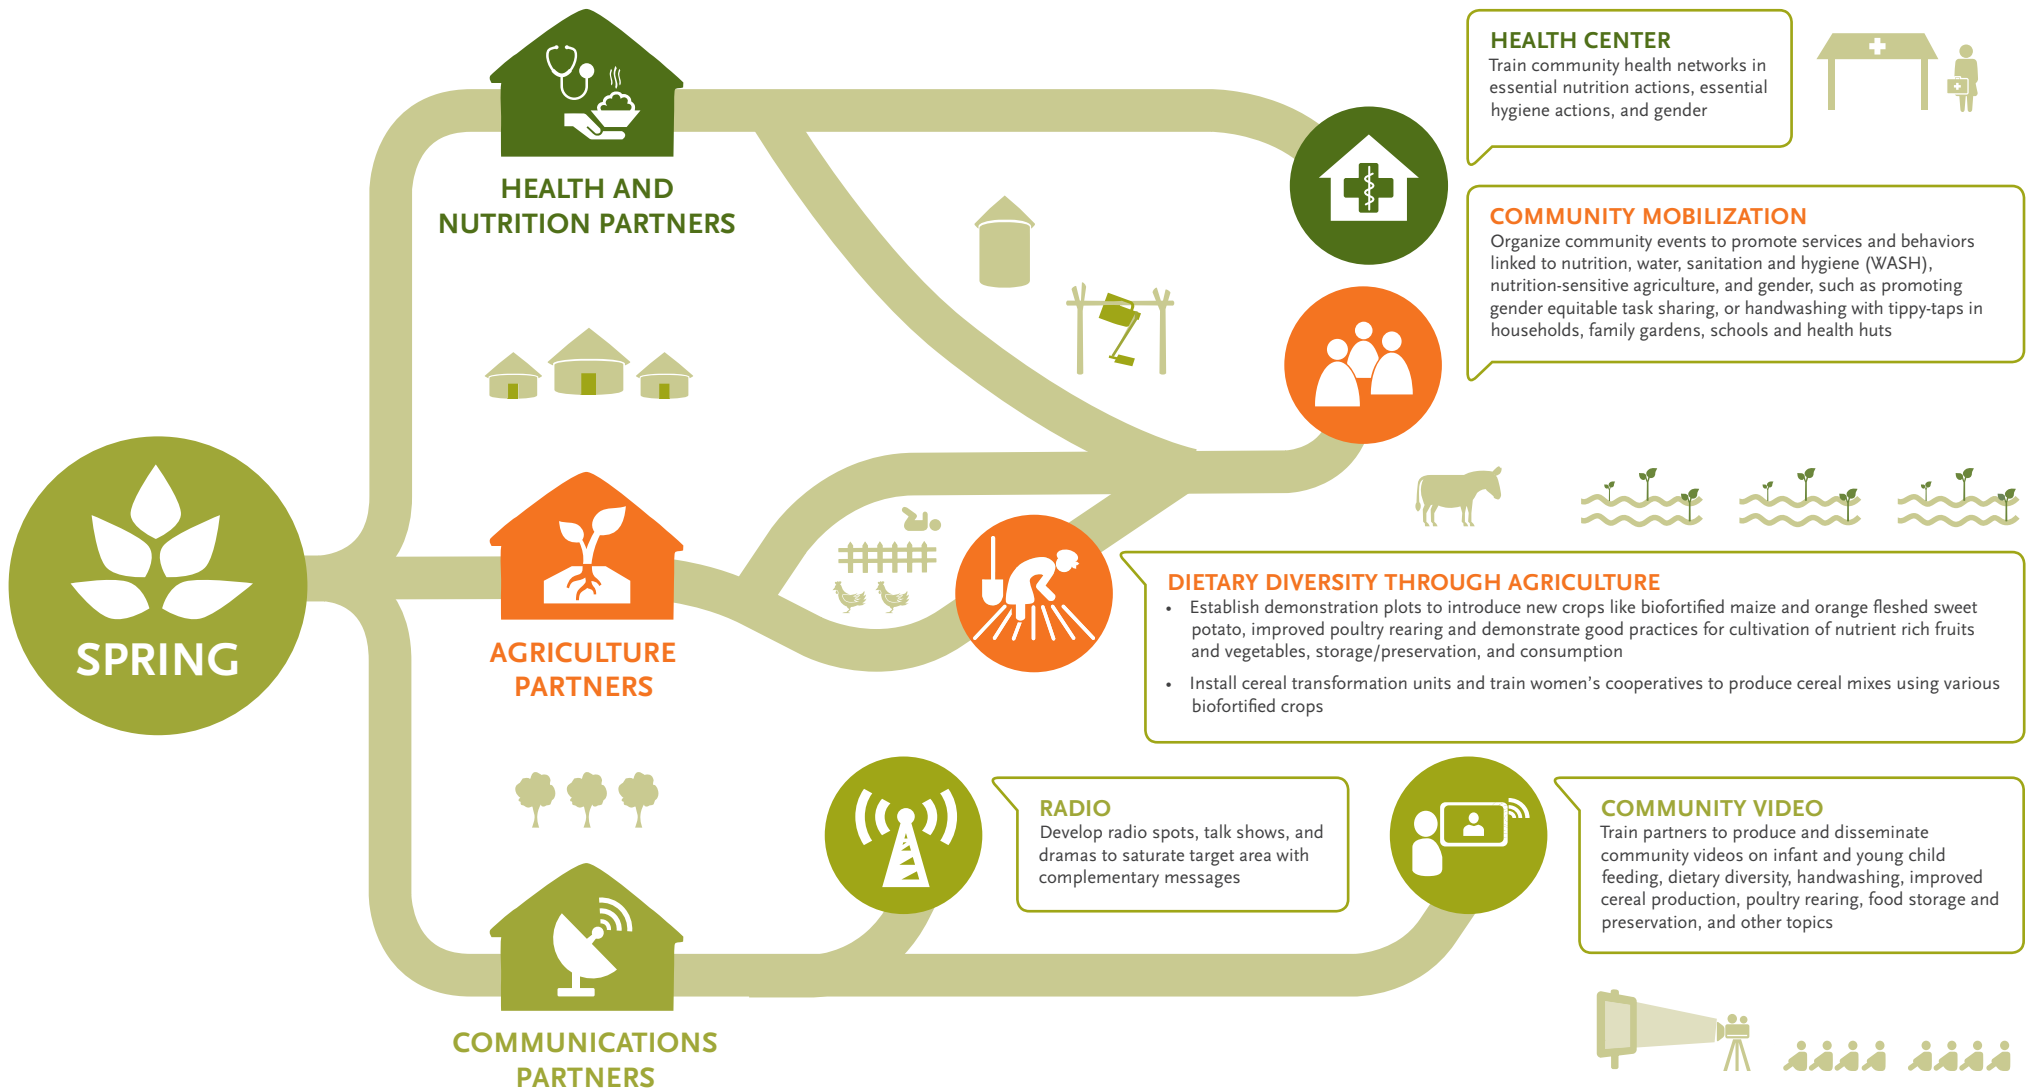 HEALTH CENTER
Train community health networks in
essential nutrition actions, essential
hygiene actions, and gender
HEALTH AND
NUTRITION PARTNERS
COMMUNITY MOBILIZATION
Organize community events to promote services and behaviors
linked to nutrition, water, sanitation and hygiene (WASH),
nutrition-sensitive agriculture, and gender, such as promoting
gender equitable task sharing, or handwashing with tippy-taps in
households, family gardens, schools and health huts
SPRING
AGRICULTURE
PARTNERS
DIETARY DIVERSITY THROUGH AGRICULTURE
• Establish demonstration plots to introduce new crops like biofortified maize and orange fleshed sweet
potato, improved poultry rearing and demonstrate good practices for cultivation of nutrient rich fruits
and vegetables, storage/preservation, and consumption
• Install cereal transformation units and train women's cooperatives to produce cereal mixes using various
biofortified crops
RADIO
Develop radio spots, talk shows, and
dramas to saturate target area with
complementary messages
COMMUNITY VIDEO
Train partners to produce and disseminate
community videos on infant and young child
feeding, dietary diversity, handwashing, improved
cereal production, poultry rearing, food storage and
preservation, and other topics
COMMUNICATIONS
PARTNERS